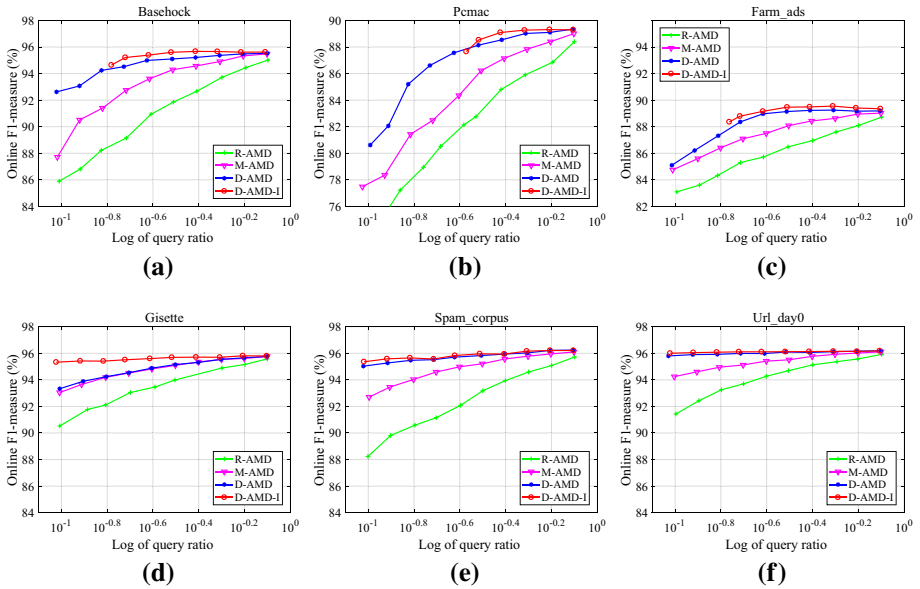 Basehock
Online F1-measure (%)
98
96
94
92
90
88
86
84
R-AMD
M-AMD
D-AMD
D-AMD-I
10^-1 10^-0.8 10^-0.6 10^-0.4 10^-0.2 10^0
Log of query ratio
(a)
Pcmac
Online F1-measure (%)
90
88
86
84
82
80
78
76
R-AMD
M-AMD
D-AMD
D-AMD-I
10^-1 10^-0.8 10^-0.6 10^-0.4 10^-0.2 10^0
Log of query ratio
(b)
Farm_ads
Online F1-measure (%)
96
94
92
90
88
86
84
82
R-AMD
M-AMD
D-AMD
D-AMD-I
10^-1 10^-0.8 10^-0.6 10^-0.4 10^-0.2 10^0
Log of query ratio
(c)
Gisette
Online F1-measure (%)
98
96
94
92
90
88
86
84
R-AMD
M-AMD
D-AMD
D-AMD-I
10^-1 10^-0.8 10^-0.6 10^-0.4 10^-0.2 10^0
Log of query ratio
(d)
Spam_corpus
Online F1-measure (%)
98
96
94
92
90
88
86
84
R-AMD
M-AMD
D-AMD
D-AMD-I
10^-1 10^-0.8 10^-0.6 10^-0.4 10^-0.2 10^0
Log of query ratio
(e)
Url_day0
Online F1-measure (%)
98
96
94
92
90
88
86
84
R-AMD
M-AMD
D-AMD
D-AMD-I
10^-1 10^-0.8 10^-0.6 10^-0.4 10^-0.2 10^0
Log of query ratio
(f)